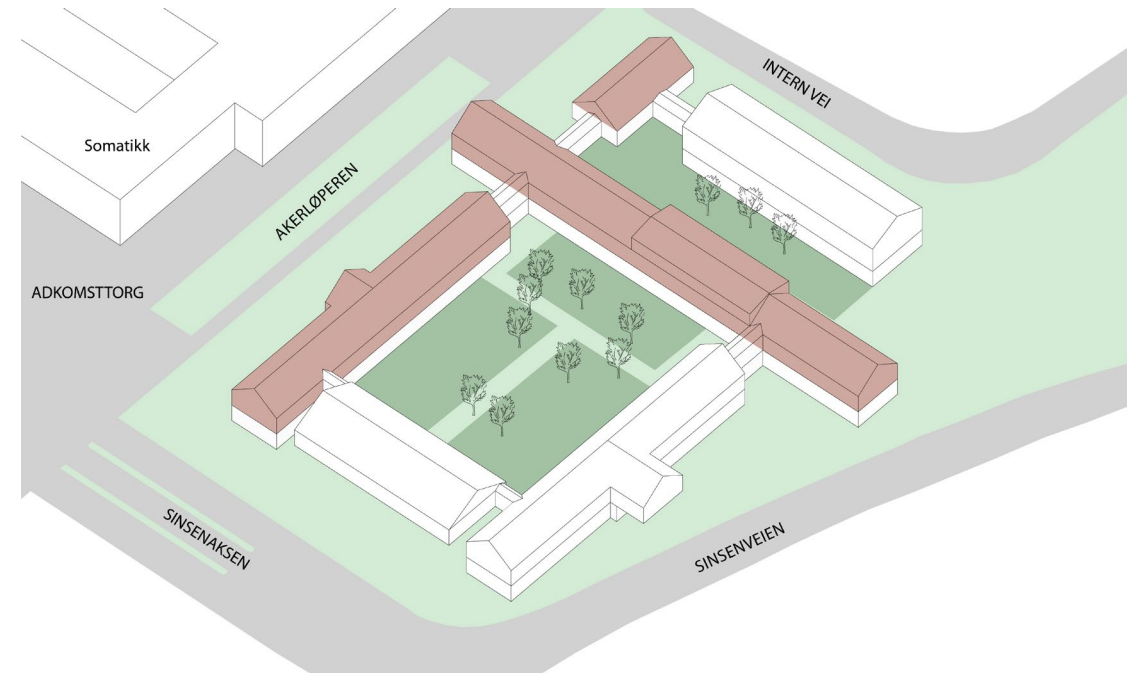 INTERN VEI
Somatikk
AKERLØPEREN
ADKOMSTTORG
SINSENAKSEN
SINSENVEIEN